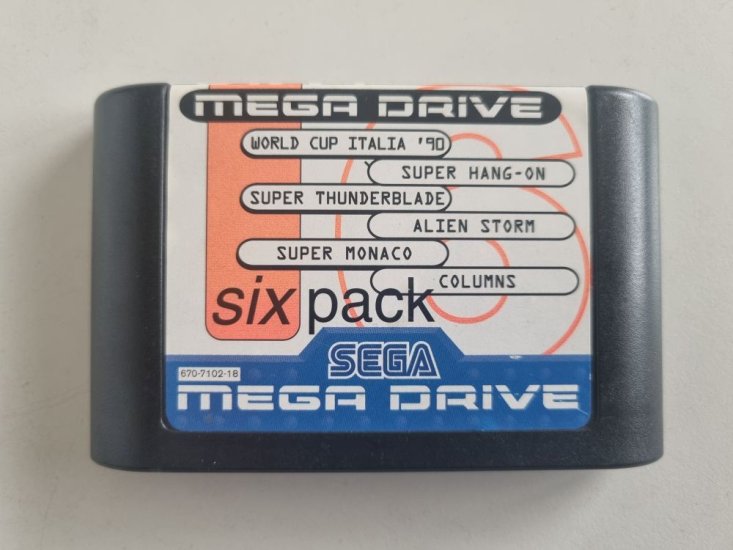 MEGA DRIVE
WORLD CUP ITALIA '90
SUPER HANG-ON
SUPER THUNDERBLADE
ALIEN STORM
SUPER MONACO
COLUMNS
six pack
6
SEGA
670-7102-18
MEGA DRIVE